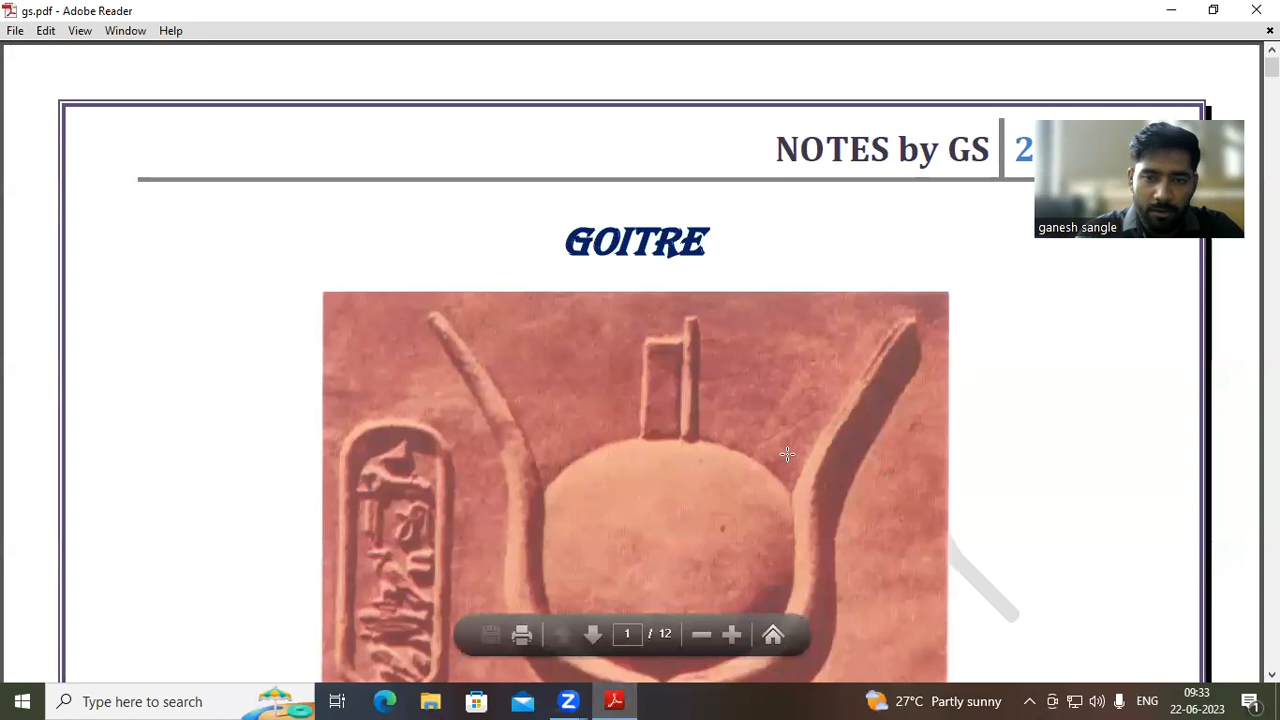 gs.pdf - Adobe Reader
File Edit View Window Help
NOTES by GS 2
ganesh sangle
GOITRE
1 / 12
Type here to search
27°C Partly sunny
ENG
09:33
22-06-2023
1